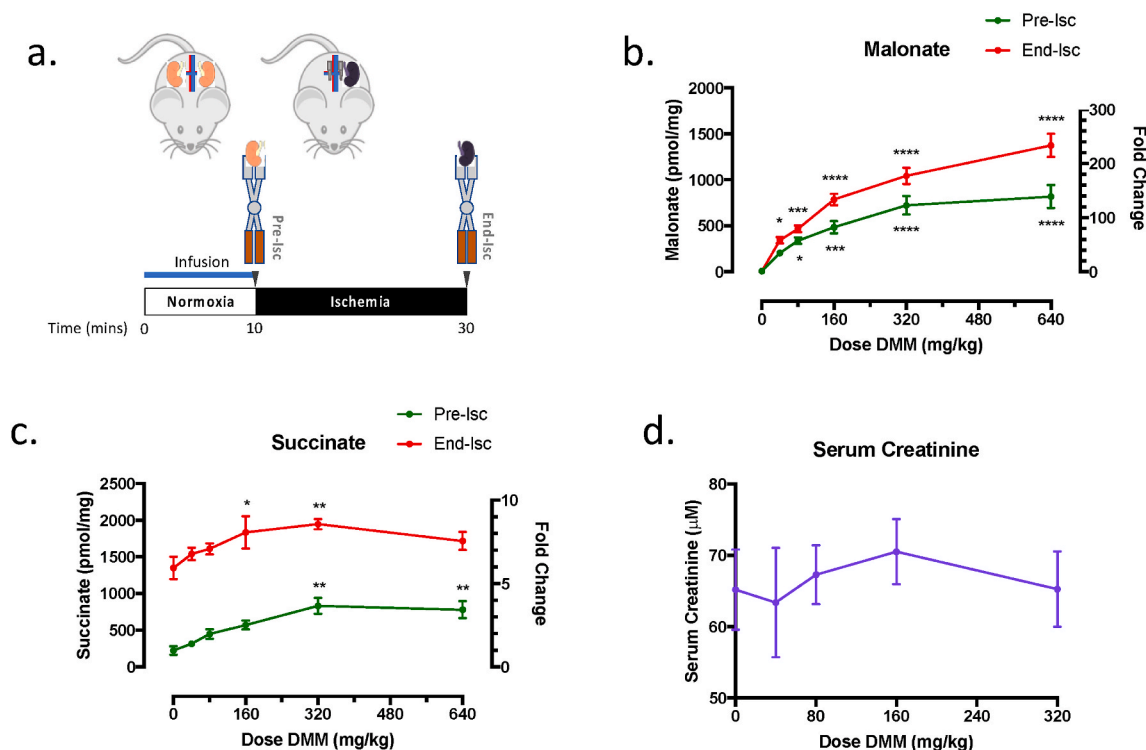 a.
Pre-Isc
End-Isc
Infusion
Normoxia
Ischemia
Time (mins)
0
10
30
b.
Malonate
Pre-Isc
End-Isc
Malonate (pmol/mg)
2000
1500
1000
500
0
Fold Change
300
200
100
0
*
***
****
****
****
*
***
****
****
0
160
320
480
640
Dose DMM (mg/kg)
c.
Succinate
Pre-Isc
End-Isc
Succinate (pmol/mg)
2500
2000
1500
1000
500
0
Fold Change
10
5
0
*
**
**
**
0
160
320
480
640
Dose DMM (mg/kg)
d.
Serum Creatinine
Serum Creatinine (μM)
80
70
60
50
0
80
160
240
320
Dose DMM (mg/kg)